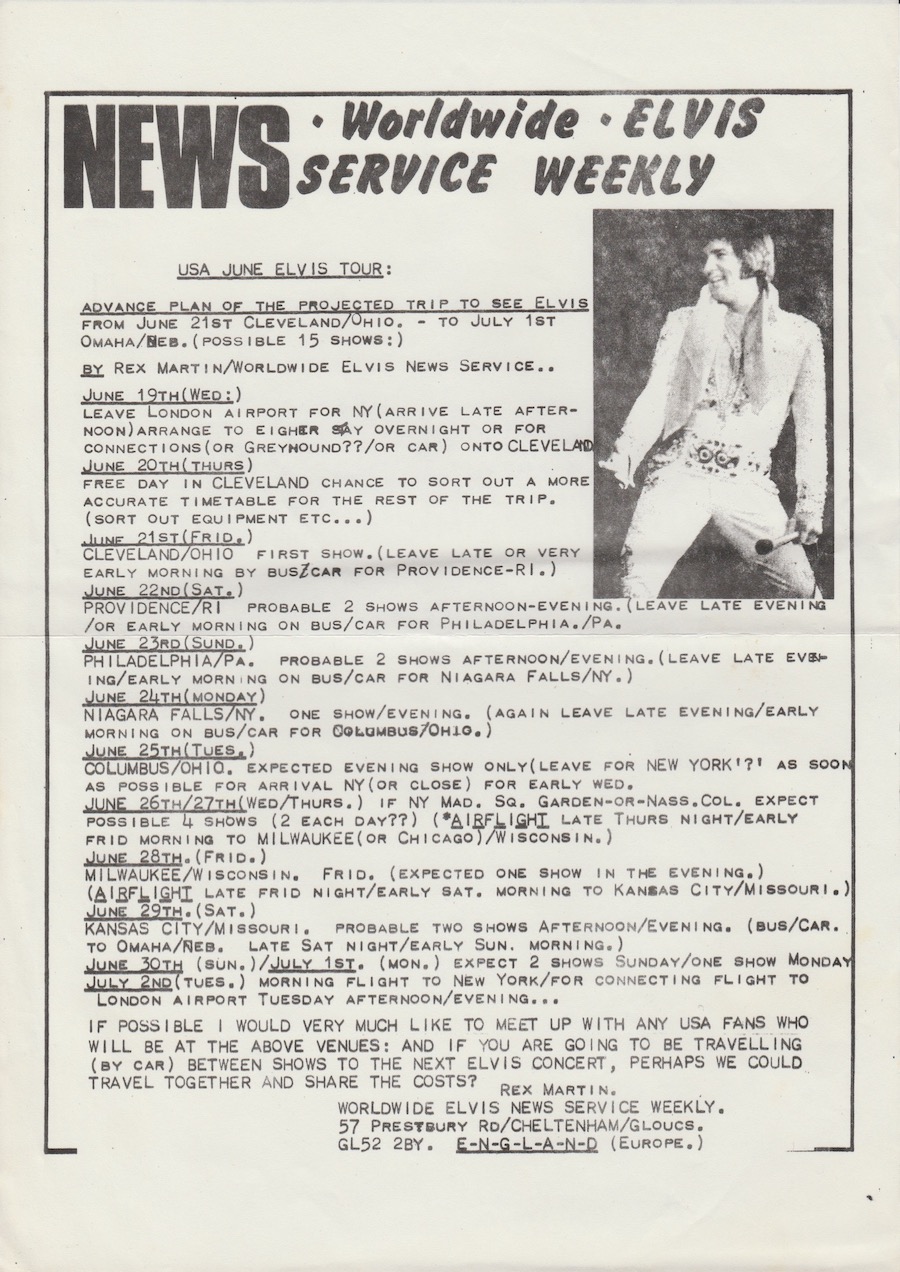 NEWS · Worldwide · ELVIS
SERVICE WEEKLY
USA JUNE ELVIS TOUR:
ADVANCE PLAN OF THE PROJECTED TRIP TO SEE ELVIS
FROM JUNE 21ST CLEVELAND/OHIO. - TO JULY 1ST
OMAHA/NEB.(POSSIBLE 15 SHOWS:)
BY REX MARTIN/WORLDWIDE ELVIS NEWS SERVICE..
JUNE 19TH(WED:)
LEAVE LONDON AIRPORT FOR NY(ARRIVE LATE AFTER-
NOON)ARRANGE TO EIGHER SAY OVERNIGHT OR FOR
CONNECTIONS(OR GREYHOUND??/OR CAR) ONTO CLEVELAND
JUNE 20TH(THURS)
FREE DAY IN CLEVELAND CHANCE TO SORT OUT A MORE
ACCURATE TIMETABLE FOR THE REST OF THE TRIP.
(SORT OUT EQUIPMENT ETC...)
JUNE 21ST(FRID.)
CLEVELAND/OHIO FIRST SHOW.(LEAVE LATE OR VERY
EARLY MORNING BY BUS/CAR FOR PROVIDENCE-RI.)
JUNE 22ND(SAT.)
PROVIDENCE/RI PROBABLE 2 SHOWS AFTERNOON-EVENING.(LEAVE LATE EVENING
/OR EARLY MORNING ON BUS/CAR FOR PHILADELPHIA./PA.
JUNE 23RD(SUND.)
PHILADELPHIA/PA. PROBABLE 2 SHOWS AFTERNOON/EVENING.(LEAVE LATE EVEN-
ING/EARLY MORNING ON BUS/CAR FOR NIAGARA FALLS/NY.)
JUNE 24TH(MONDAY)
NIAGARA FALLS/NY. ONE SHOW/EVENING. (AGAIN LEAVE LATE EVENING/EARLY
MORNING ON BUS/CAR FOR COLUMBUS/OHIO.)
JUNE 25TH(TUES.)
COLUMBUS/OHIO. EXPECTED EVENING SHOW ONLY(LEAVE FOR NEW YORK'?' AS SOON
AS POSSIBLE FOR ARRIVAL NY(OR CLOSE) FOR EARLY WED.
JUNE 26TH/27TH(WED/THURS.) IF NY MAD. SQ. GARDEN-OR-NASS.COL. EXPECT
POSSIBLE 4 SHOWS (2 EACH DAY??) (*AIRFLIGHT LATE THURS NIGHT/EARLY
FRID MORNING TO MILWAUKEE(OR CHICAGO)/WISCONSIN.)
JUNE 28TH.(FRID.)
MILWAUKEE/WISCONSIN. FRID. (EXPECTED ONE SHOW IN THE EVENING.)
(AIRFLIGHT LATE FRID NIGHT/EARLY SAT. MORNING TO KANSAS CITY/MISSOURI.)
JUNE 29TH.(SAT.)
KANSAS CITY/MISSOURI. PROBABLE TWO SHOWS AFTERNOON/EVENING. (BUS/CAR.
TO OMAHA/NEB. LATE SAT NIGHT/EARLY SUN. MORNING.)
JUNE 30TH (SUN.)/JULY 1ST. (MON.) EXPECT 2 SHOWS SUNDAY/ONE SHOW MONDAY
JULY 2ND(TUES.) MORNING FLIGHT TO NEW YORK/FOR CONNECTING FLIGHT TO
LONDON AIRPORT TUESDAY AFTERNOON/EVENING...
IF POSSIBLE I WOULD VERY MUCH LIKE TO MEET UP WITH ANY USA FANS WHO
WILL BE AT THE ABOVE VENUES: AND IF YOU ARE GOING TO BE TRAVELLING
(BY CAR) BETWEEN SHOWS TO THE NEXT ELVIS CONCERT, PERHAPS WE COULD
TRAVEL TOGETHER AND SHARE THE COSTS?
REX MARTIN.
WORLDWIDE ELVIS NEWS SERVICE WEEKLY.
57 PRESTBURY RD/CHELTENHAM/GLOUCS.
GL52 2BY. E-N-G-L-A-N-D (EUROPE.)